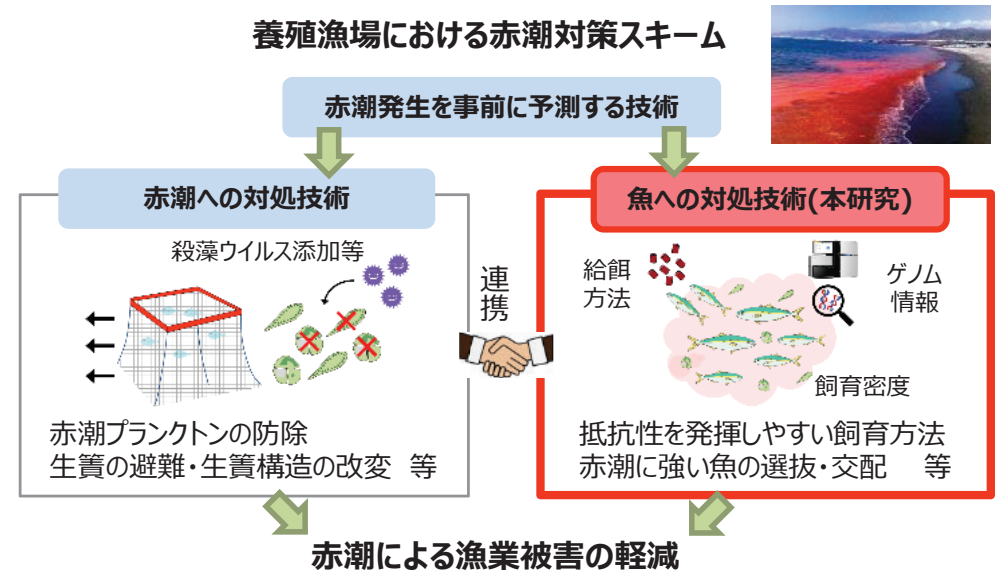 養殖漁場における赤潮対策スキーム
赤潮発生を事前に予測する技術
赤潮への対処技術
殺藻ウイルス添加等
赤潮プランクトンの防除
生簀の避難・生簀構造の改変 等
連携
魚への対処技術(本研究)
給餌
方法
ゲノム
情報
飼育密度
抵抗性を発揮しやすい飼育方法
赤潮に強い魚の選抜・交配 等
赤潮による漁業被害の軽減